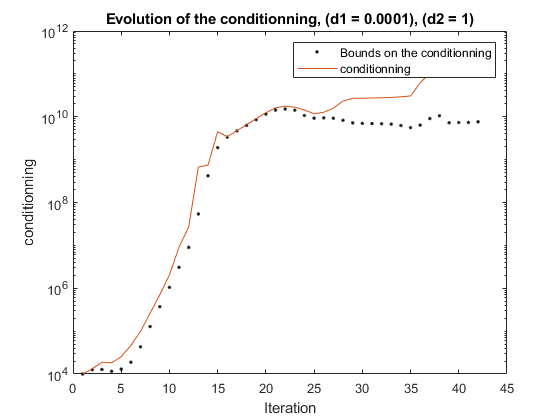 Evolution of the conditionning, (d1 = 0.0001), (d2 = 1)
10^12
10^10
10^8
10^6
10^4
conditionning
Bounds on the conditionning
conditionning
0 5 10 15 20 25 30 35 40 45
Iteration